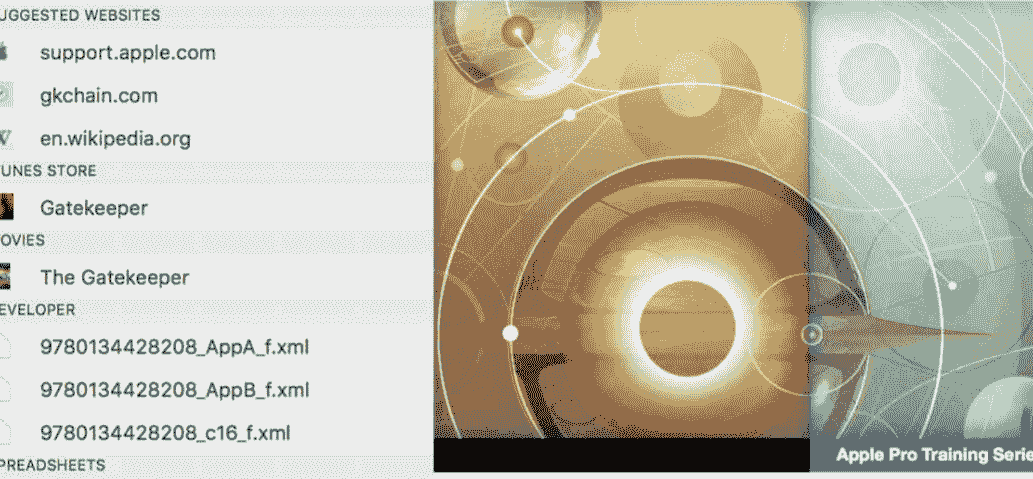 UGGESTED WEBSITES
support.apple.com
gkchain.com
en.wikipedia.org
TUNES STORE
Gatekeeper
OVIES
The Gatekeeper
EVELOPER
9780134428208_AppA_f.xml
9780134428208_AppB_f.xml
9780134428208_c16_f.xml
PREADSHEETS
Apple Pro Training Serie